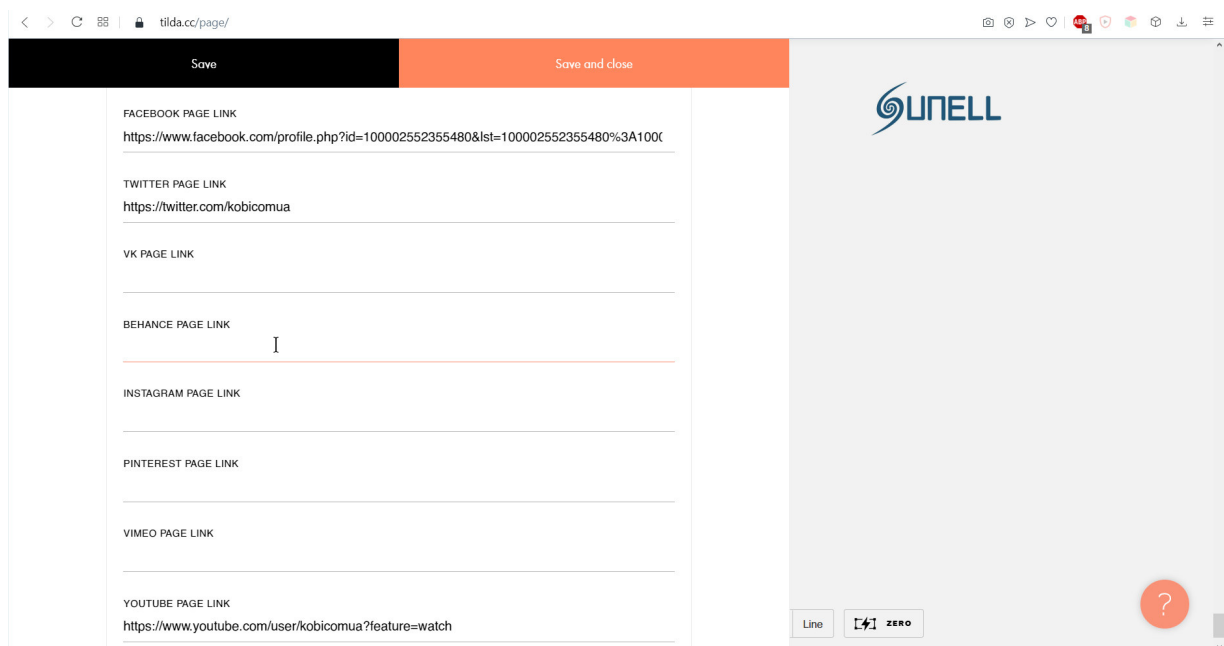 tilda.cc/page/
Save
Save and close
FACEBOOK PAGE LINK
https://www.facebook.com/profile.php?id=100002552355480&lst=100002552355480%3A100(
TWITTER PAGE LINK
https://twitter.com/kobicomua
VK PAGE LINK
BEHANCE PAGE LINK
INSTAGRAM PAGE LINK
PINTEREST PAGE LINK
VIMEO PAGE LINK
YOUTUBE PAGE LINK
https://www.youtube.com/user/kobicomua?feature=watch
SUNELL
ABP
8
Line
ZERO
?